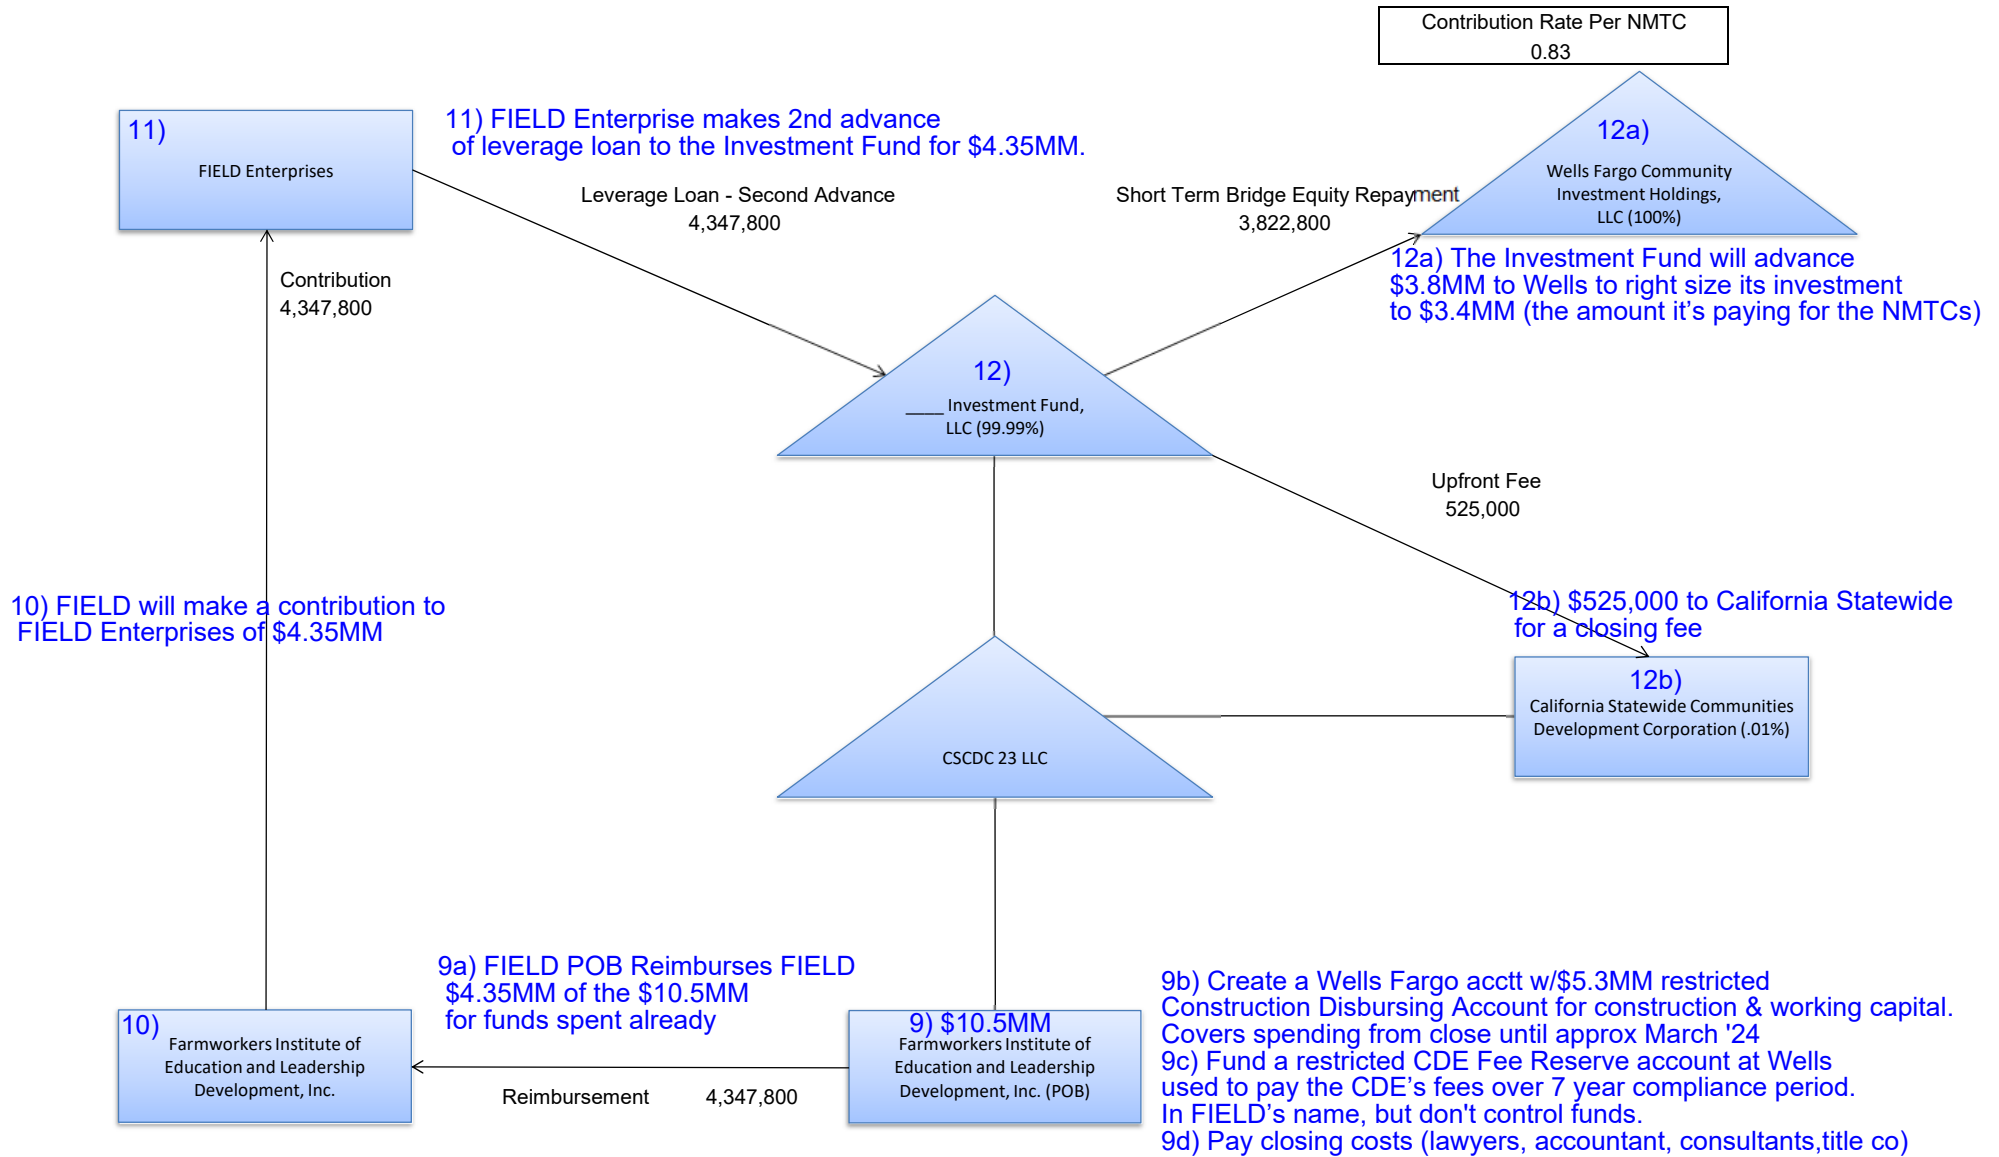 Contribution Rate Per NMTC
0.83
11)
FIELD Enterprises
11) FIELD Enterprise makes 2nd advance
of leverage loan to the Investment Fund for $4.35MM.
Leverage Loan - Second Advance
4,347,800
Short Term Bridge Equity Repayment
3,822,800
12a)
Wells Fargo Community
Investment Holdings,
LLC (100%)
12a) The Investment Fund will advance
$3.8MM to Wells to right size its investment
to $3.4MM (the amount it’s paying for the NMTCs)
Contribution
4,347,800
12)
____ Investment Fund,
LLC (99.99%)
Upfront Fee
525,000
10) FIELD will make a contribution to
FIELD Enterprises of $4.35MM
12b) $525,000 to California Statewide
for a closing fee
12b)
California Statewide Communities
Development Corporation (.01%)
CSCDC 23 LLC
9a) FIELD POB Reimburses FIELD
$4.35MM of the $10.5MM
for funds spent already
10)
Farmworkers Institute of
Education and Leadership
Development, Inc.
Reimbursement 4,347,800
9) $10.5MM
Farmworkers Institute of
Education and Leadership
Development, Inc. (POB)
9b) Create a Wells Fargo acctt w/$5.3MM restricted
Construction Disbursing Account for construction & working capital.
Covers spending from close until approx March '24
9c) Fund a restricted CDE Fee Reserve account at Wells
used to pay the CDE’s fees over 7 year compliance period.
In FIELD’s name, but don't control funds.
9d) Pay closing costs (lawyers, accountant, consultants,title co)